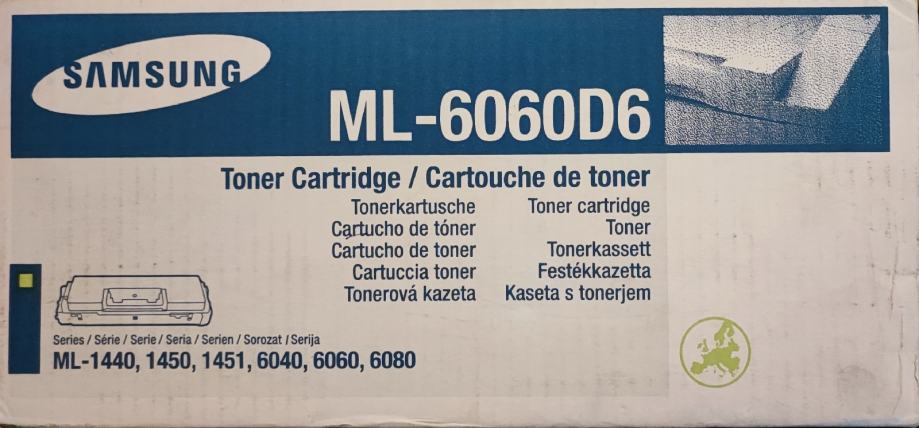 SAMSUNG
ML-6060D6
Toner Cartridge / Cartouche de toner
Tonerkartusche
Cartucho de tóner
Cartucho de toner
Cartuccia toner
Tonerová kazeta
Toner cartridge
Toner
Tonerkassett
Festékkazetta
Kaseta s tonerjem
Series / Série / Serie / Seria / Serien / Sorozat / Serija
ML-1440, 1450, 1451, 6040, 6060, 6080